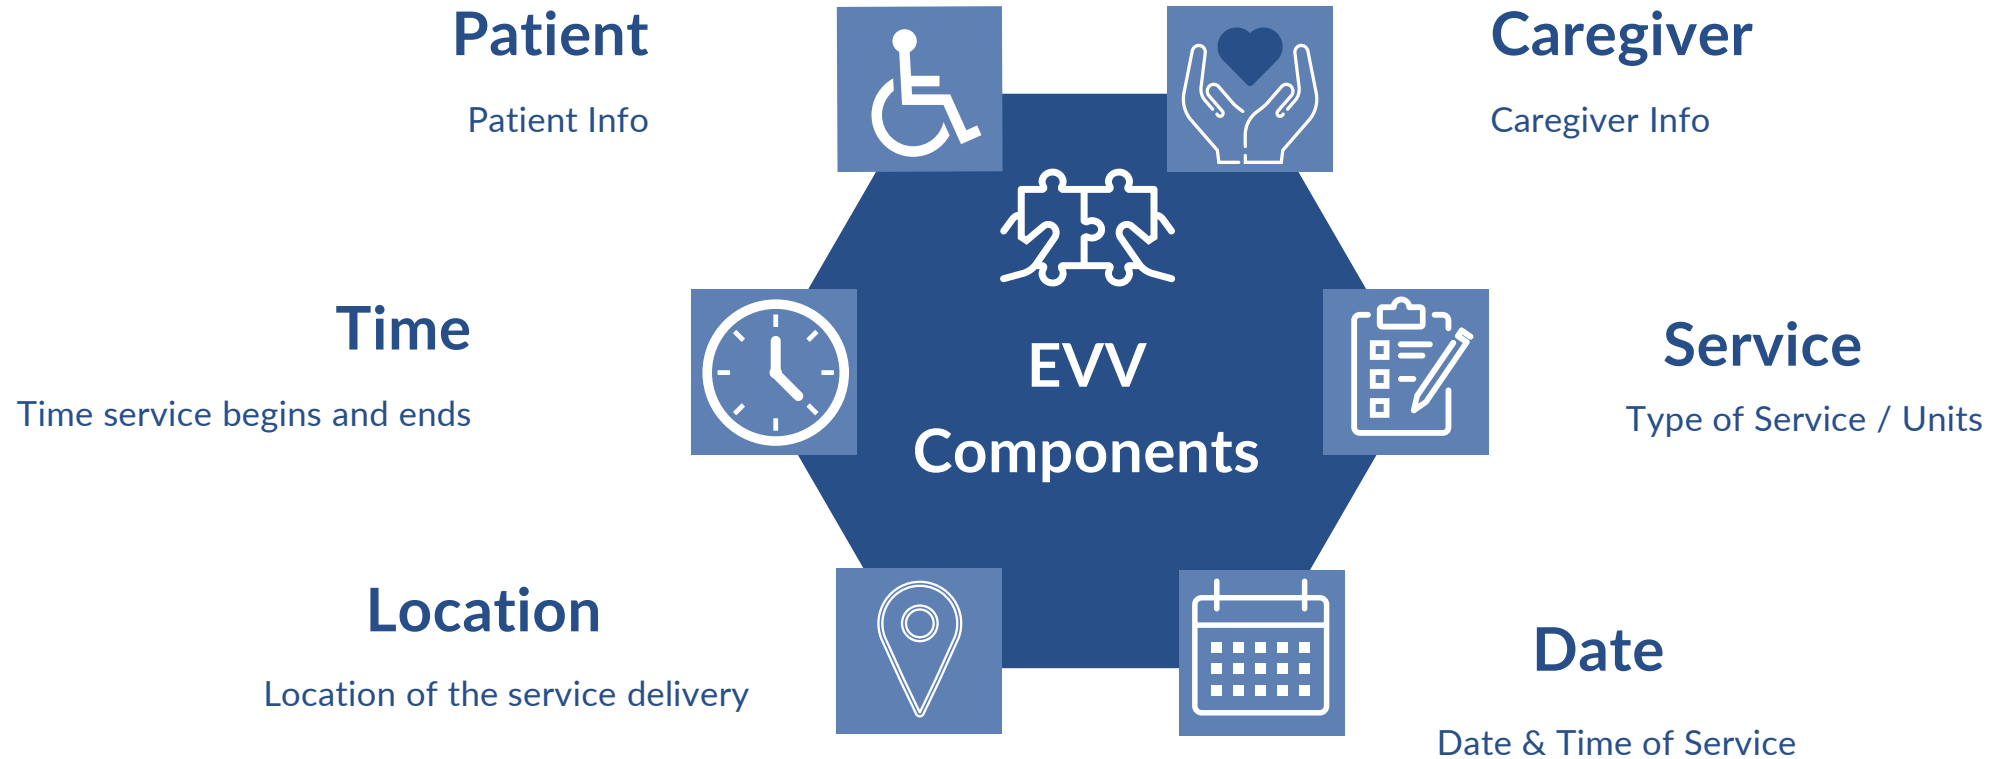 Patient
Patient Info
Caregiver
Caregiver Info
Time
Time service begins and ends
EVV
Components
Service
Type of Service / Units
Location
Location of the service delivery
Date
Date & Time of Service